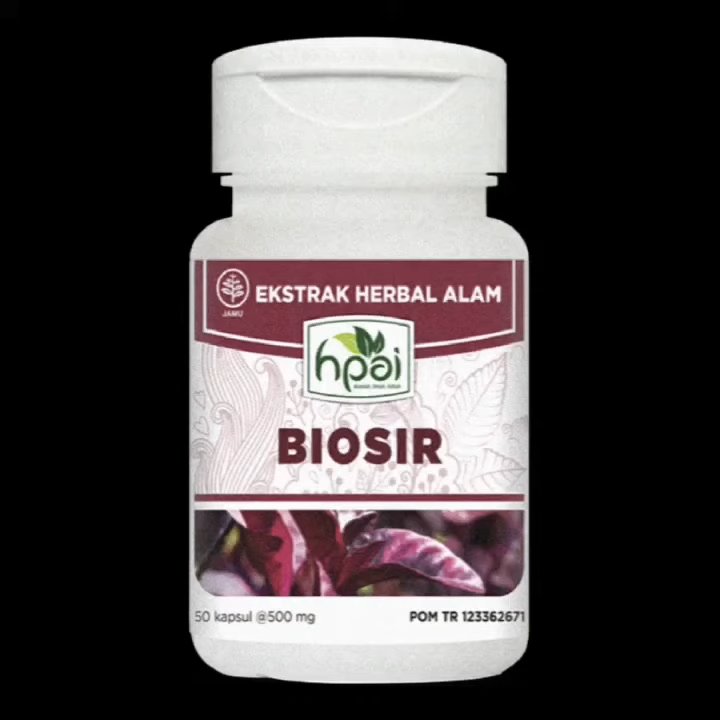 EKSTRAK HERBAL ALAM
JAMU
hpai
BIOSIR
50 kapsul @500 mg
POM TR 123362671